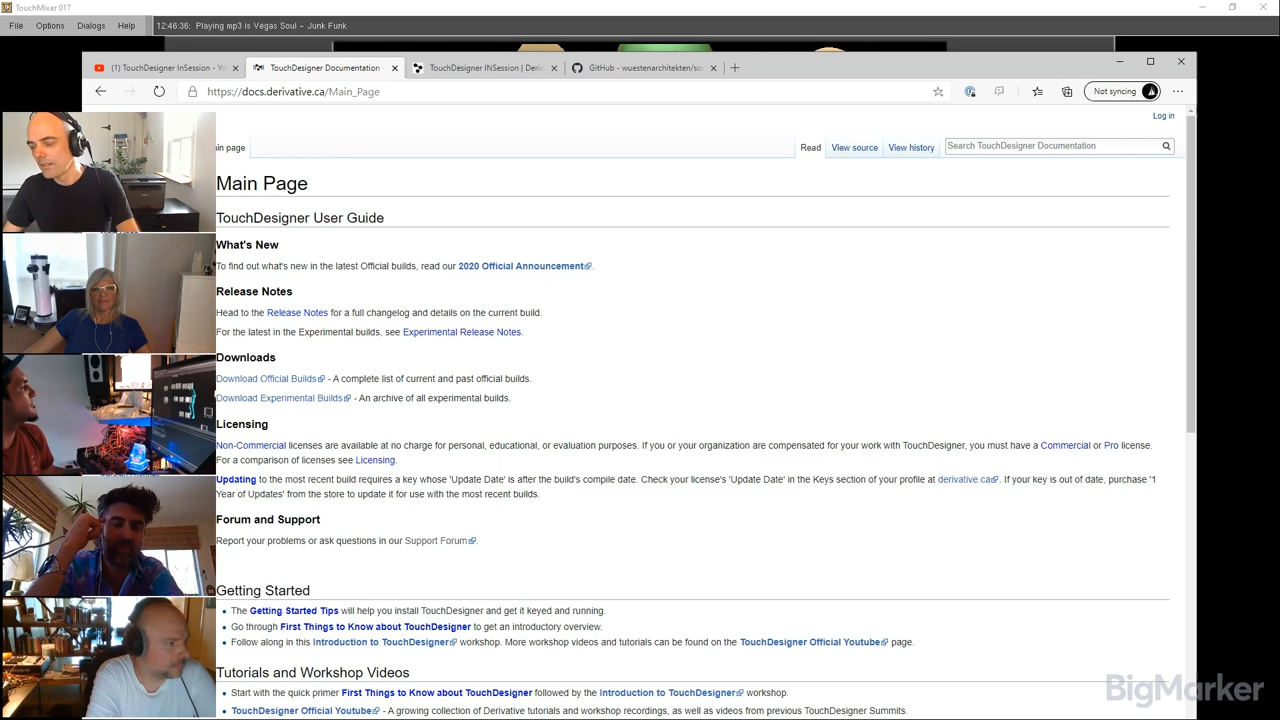 TouchMixer 017
File Options Dialogs Help 12:46:36: Playing mp3 is Vegas Soul – Junk Funk
(1) TouchDesigner InSession - Yo
TouchDesigner Documentation -
TouchDesigner INSession | Deri
GitHub - wuestenarchitekten/so
https://docs.derivative.ca/Main_Page
Not syncing
Log in
in page Read View source View history Search TouchDesigner Documentation
Main Page
TouchDesigner User Guide
What's New
To find out what's new in the latest Official builds, read our 2020 Official Announcement.
Release Notes
Head to the Release Notes for a full changelog and details on the current build.
For the latest in the Experimental builds, see Experimental Release Notes.
Downloads
Download Official Builds - A complete list of current and past official builds.
Download Experimental Builds - An archive of all experimental builds.
Licensing
Non-Commercial licenses are available at no charge for personal, educational, or evaluation purposes. If you or your organization are compensated for your work with TouchDesigner, you must have a Commercial or Pro license.
For a comparison of licenses see Licensing.
Updating to the most recent build requires a key whose 'Update Date' is after the build's compile date. Check your license's 'Update Date' in the Keys section of your profile at derivative.ca. If your key is out of date, purchase '1
Year of Updates' from the store to update it for use with the most recent builds.
Forum and Support
Report your problems or ask questions in our Support Forum.
Getting Started
• The Getting Started Tips will help you install TouchDesigner and get it keyed and running.
• Go through First Things to Know about TouchDesigner to get an introductory overview.
• Follow along in this Introduction to TouchDesigner workshop. More workshop videos and tutorials can be found on the TouchDesigner Official Youtube page.
Tutorials and Workshop Videos
• Start with the quick primer First Things to Know about TouchDesigner followed by the Introduction to TouchDesigner workshop.
• TouchDesigner Official Youtube - A growing collection of Derivative tutorials and workshop recordings, as well as videos from previous TouchDesigner Summits.
BigMarker